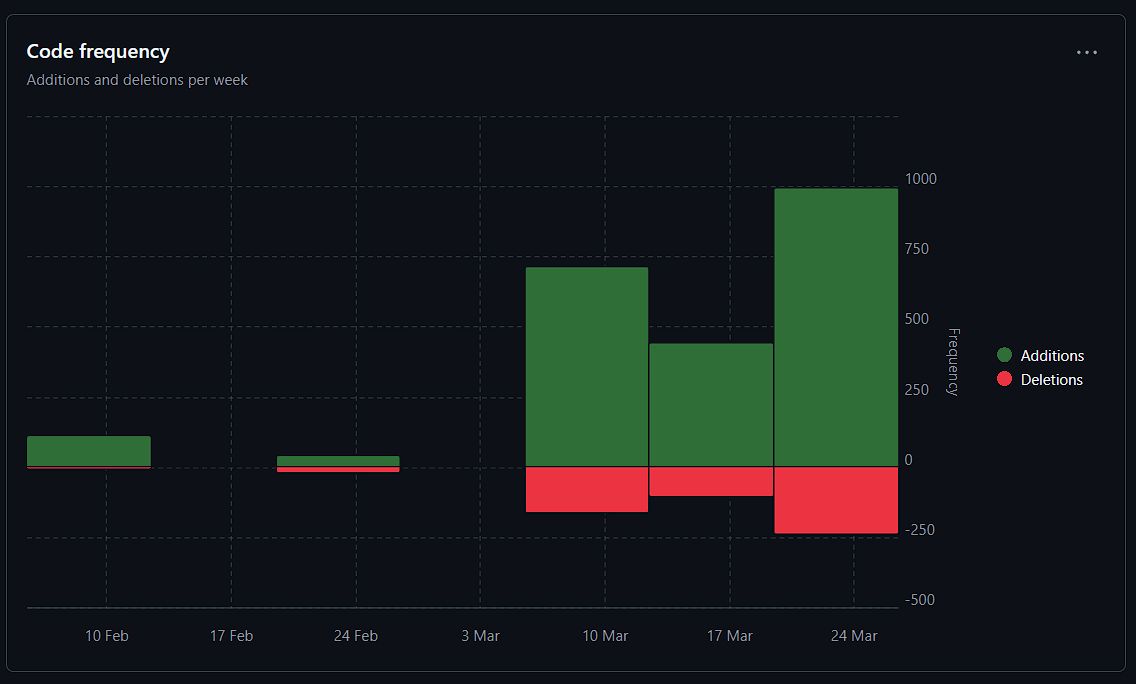 Code frequency
Additions and deletions per week
1000
750
500
250
0
-250
-500
Frequency
10 Feb
17 Feb
24 Feb
3 Mar
10 Mar
17 Mar
24 Mar
Additions
Deletions